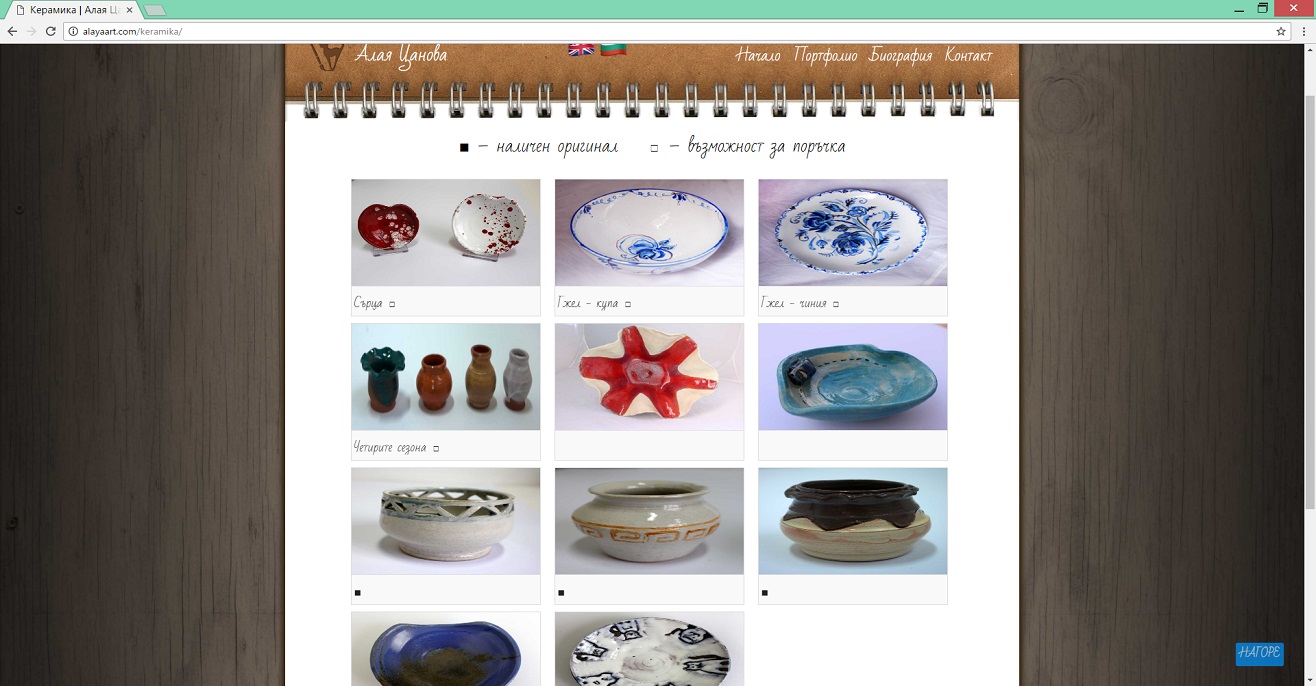 Керамика | Алая Ц
alayaart.com/keramika/
Алая Цанова
Начало Портфолио Биография Контакт
■ – наличен оригинал □ – възможност за поръчка
Сърца □
Гжел - купа □
Гжел - чиния □
Четирите сезона □
■
■
■
НАГОРЕ